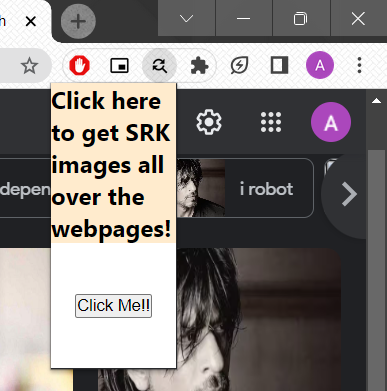 h
A
Click here
to get SRK
images all
over the
webpages!
A
depen
i robot
Click Me!!